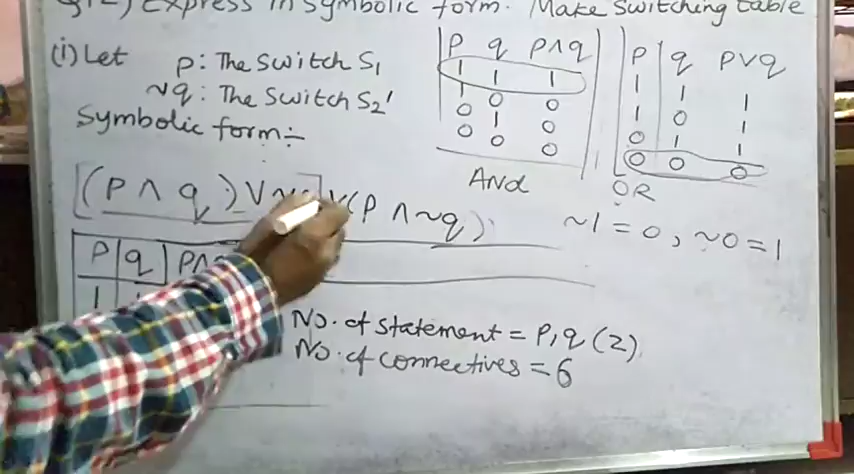 ) Express in Symbolic form. Make Switching table
(i) Let p: The Switch S1
~q: The Switch S2'
Symbolic form:-
[(P ∧ q) V ~ ] V (P ∧ ~q)
P q P∧
1
No. of statement = P, q (2)
No. of connectives = 6
P q P∧q
1 1 1
1 0 0
0 1 0
0 0 0
And
P q PVq
1 1 1
1 0 1
0 1 1
0 0 0
OR
~1 = 0, ~0 = 1